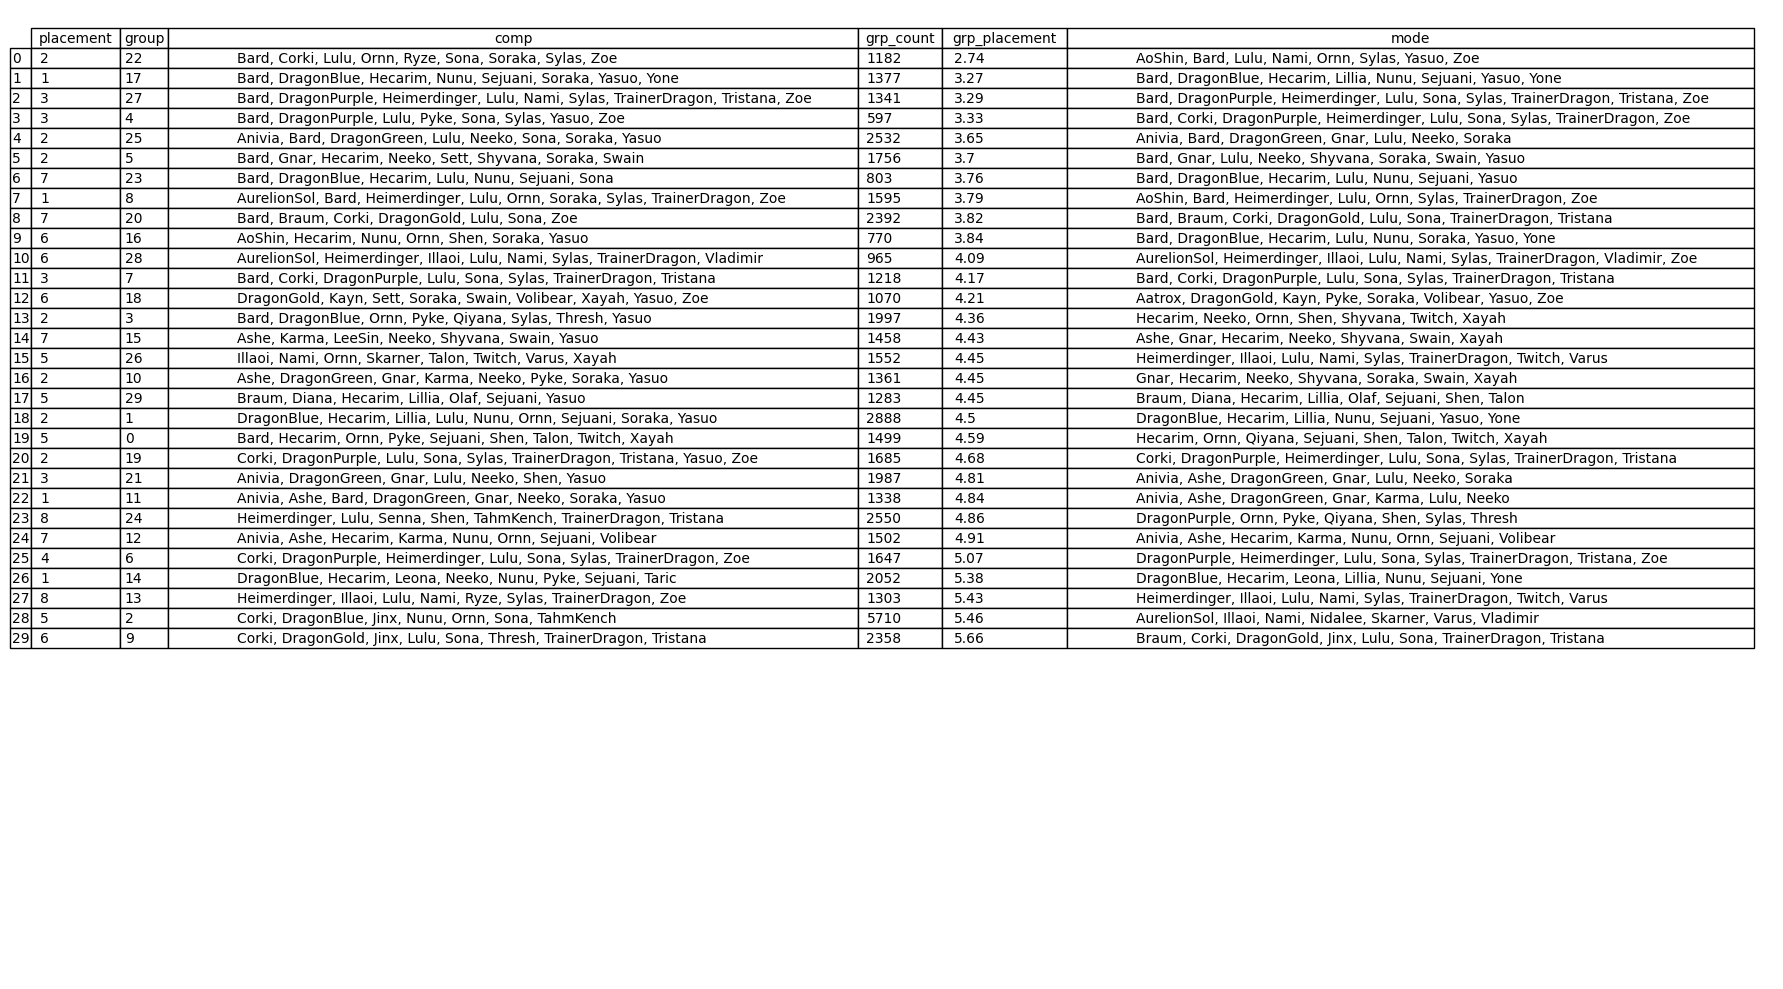 placement group comp grp_count grp_placement mode
0 2 22 Bard, Corki, Lulu, Ornn, Ryze, Sona, Soraka, Sylas, Zoe 1182 2.74 AoShin, Bard, Lulu, Nami, Ornn, Sylas, Yasuo, Zoe
1 1 17 Bard, DragonBlue, Hecarim, Nunu, Sejuani, Soraka, Yasuo, Yone 1377 3.27 Bard, DragonBlue, Hecarim, Lillia, Nunu, Sejuani, Yasuo, Yone
2 3 27 Bard, DragonPurple, Heimerdinger, Lulu, Nami, Sylas, TrainerDragon, Tristana, Zoe 1341 3.29 Bard, DragonPurple, Heimerdinger, Lulu, Sona, Sylas, TrainerDragon, Tristana, Zoe
3 3 4 Bard, DragonPurple, Lulu, Pyke, Sona, Sylas, Yasuo, Zoe 597 3.33 Bard, Corki, DragonPurple, Heimerdinger, Lulu, Sona, Sylas, TrainerDragon, Zoe
4 2 25 Anivia, Bard, DragonGreen, Lulu, Neeko, Sona, Soraka, Yasuo 2532 3.65 Anivia, Bard, DragonGreen, Gnar, Lulu, Neeko, Soraka
5 2 5 Bard, Gnar, Hecarim, Neeko, Sett, Shyvana, Soraka, Swain 1756 3.7 Bard, Gnar, Lulu, Neeko, Shyvana, Soraka, Swain, Yasuo
6 7 23 Bard, DragonBlue, Hecarim, Lulu, Nunu, Sejuani, Sona 803 3.76 Bard, DragonBlue, Hecarim, Lulu, Nunu, Sejuani, Yasuo
7 1 8 AurelionSol, Bard, Heimerdinger, Lulu, Ornn, Soraka, Sylas, TrainerDragon, Zoe 1595 3.79 AoShin, Bard, Heimerdinger, Lulu, Ornn, Sylas, TrainerDragon, Zoe
8 7 20 Bard, Braum, Corki, DragonGold, Lulu, Sona, Zoe 2392 3.82 Bard, Braum, Corki, DragonGold, Lulu, Sona, TrainerDragon, Tristana
9 6 16 AoShin, Hecarim, Nunu, Ornn, Shen, Soraka, Yasuo 770 3.84 Bard, DragonBlue, Hecarim, Lulu, Nunu, Soraka, Yasuo, Yone
10 6 28 AurelionSol, Heimerdinger, Illaoi, Lulu, Nami, Sylas, TrainerDragon, Vladimir 965 4.09 AurelionSol, Heimerdinger, Illaoi, Lulu, Nami, Sylas, TrainerDragon, Vladimir, Zoe
11 3 7 Bard, Corki, DragonPurple, Lulu, Sona, Sylas, TrainerDragon, Tristana 1218 4.17 Bard, Corki, DragonPurple, Lulu, Sona, Sylas, TrainerDragon, Tristana
12 6 18 DragonGold, Kayn, Sett, Soraka, Swain, Volibear, Xayah, Yasuo, Zoe 1070 4.21 Aatrox, DragonGold, Kayn, Pyke, Soraka, Volibear, Yasuo, Zoe
13 2 3 Bard, DragonBlue, Ornn, Pyke, Qiyana, Sylas, Thresh, Yasuo 1997 4.36 Hecarim, Neeko, Ornn, Shen, Shyvana, Twitch, Xayah
14 7 15 Ashe, Karma, LeeSin, Neeko, Shyvana, Swain, Yasuo 1458 4.43 Ashe, Gnar, Hecarim, Neeko, Shyvana, Swain, Xayah
15 5 26 Illaoi, Nami, Ornn, Skarner, Talon, Twitch, Varus, Xayah 1552 4.45 Heimerdinger, Illaoi, Lulu, Nami, Sylas, TrainerDragon, Twitch, Varus
16 2 10 Ashe, DragonGreen, Gnar, Karma, Neeko, Pyke, Soraka, Yasuo 1361 4.45 Gnar, Hecarim, Neeko, Shyvana, Soraka, Swain, Xayah
17 5 29 Braum, Diana, Hecarim, Lillia, Olaf, Sejuani, Yasuo 1283 4.45 Braum, Diana, Hecarim, Lillia, Olaf, Sejuani, Shen, Talon
18 2 1 DragonBlue, Hecarim, Lillia, Lulu, Nunu, Ornn, Sejuani, Soraka, Yasuo 2888 4.5 DragonBlue, Hecarim, Lillia, Nunu, Sejuani, Yasuo, Yone
19 5 0 Bard, Hecarim, Ornn, Pyke, Sejuani, Shen, Talon, Twitch, Xayah 1499 4.59 Hecarim, Ornn, Qiyana, Sejuani, Shen, Talon, Twitch, Xayah
20 2 19 Corki, DragonPurple, Lulu, Sona, Sylas, TrainerDragon, Tristana, Yasuo, Zoe 1685 4.68 Corki, DragonPurple, Heimerdinger, Lulu, Sona, Sylas, TrainerDragon, Tristana
21 3 21 Anivia, DragonGreen, Gnar, Lulu, Neeko, Shen, Yasuo 1987 4.81 Anivia, Ashe, DragonGreen, Gnar, Lulu, Neeko, Soraka
22 1 11 Anivia, Ashe, Bard, DragonGreen, Gnar, Neeko, Soraka, Yasuo 1338 4.84 Anivia, Ashe, DragonGreen, Gnar, Karma, Lulu, Neeko
23 8 24 Heimerdinger, Lulu, Senna, Shen, TahmKench, TrainerDragon, Tristana 2550 4.86 DragonPurple, Ornn, Pyke, Qiyana, Shen, Sylas, Thresh
24 7 12 Anivia, Ashe, Hecarim, Karma, Nunu, Ornn, Sejuani, Volibear 1502 4.91 Anivia, Ashe, Hecarim, Karma, Nunu, Ornn, Sejuani, Volibear
25 4 6 Corki, DragonPurple, Heimerdinger, Lulu, Sona, Sylas, TrainerDragon, Zoe 1647 5.07 DragonPurple, Heimerdinger, Lulu, Sona, Sylas, TrainerDragon, Tristana, Zoe
26 1 14 DragonBlue, Hecarim, Leona, Neeko, Nunu, Pyke, Sejuani, Taric 2052 5.38 DragonBlue, Hecarim, Leona, Lillia, Nunu, Sejuani, Yone
27 8 13 Heimerdinger, Illaoi, Lulu, Nami, Ryze, Sylas, TrainerDragon, Zoe 1303 5.43 Heimerdinger, Illaoi, Lulu, Nami, Sylas, TrainerDragon, Twitch, Varus
28 5 2 Corki, DragonBlue, Jinx, Nunu, Ornn, Sona, TahmKench 5710 5.46 AurelionSol, Illaoi, Nami, Nidalee, Skarner, Varus, Vladimir
29 6 9 Corki, DragonGold, Jinx, Lulu, Sona, Thresh, TrainerDragon, Tristana 2358 5.66 Braum, Corki, DragonGold, Jinx, Lulu, Sona, TrainerDragon, Tristana